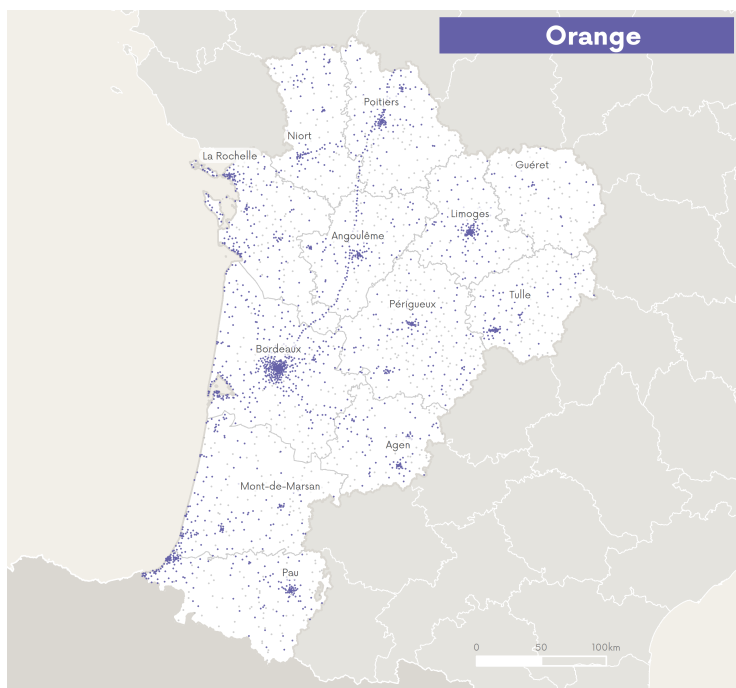 Orange
Poitiers
Niort
La Rochelle
Guéret
Limoges
Angoulême
Tulle
Périgueux
Bordeaux
Agen
Mont-de-Marsan
Pau
0 50 100km